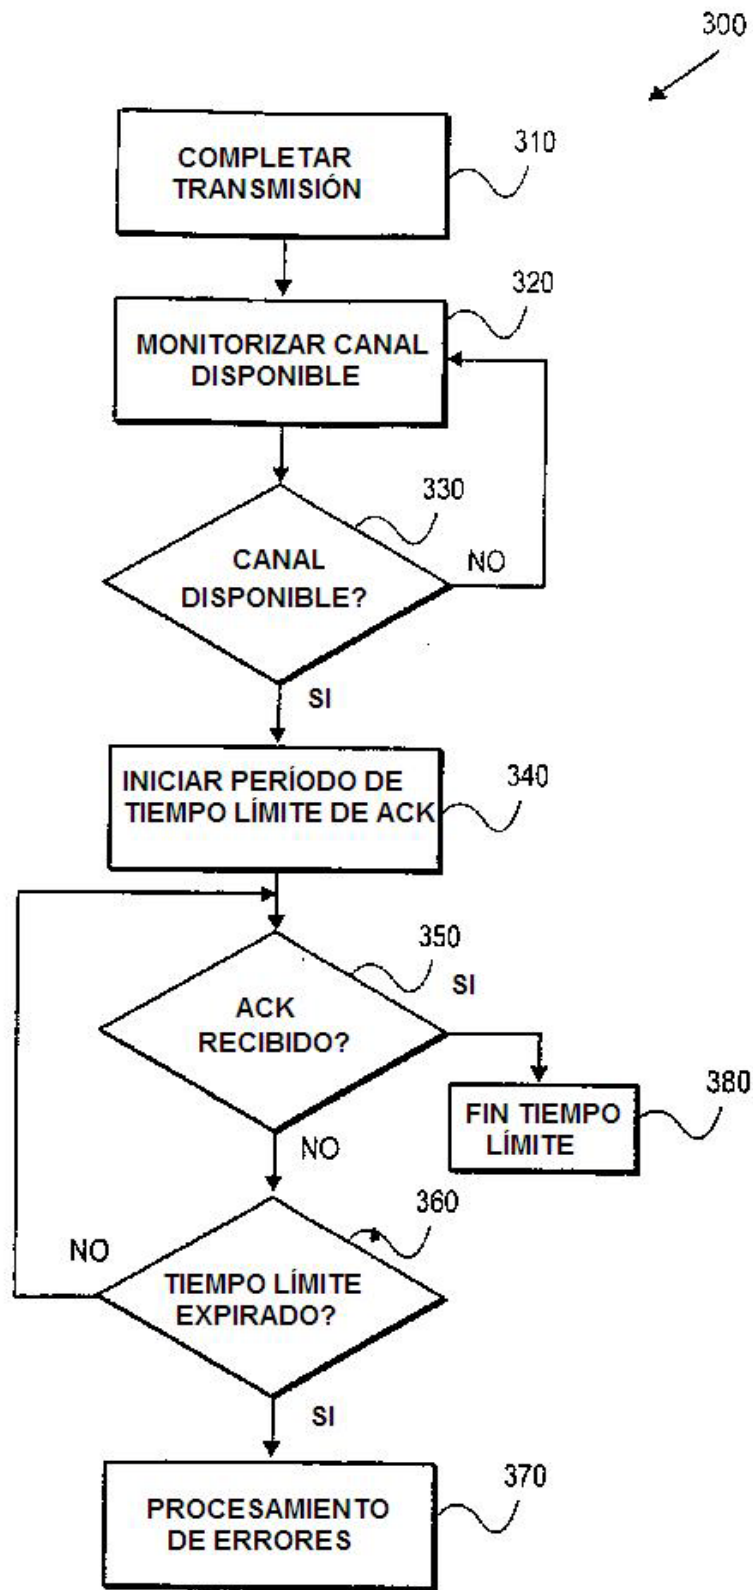 300
COMPLETAR
TRANSMISIÓN
310
320
MONITORIZAR CANAL
DISPONIBLE
330
CANAL
DISPONIBLE?
NO
SI
INICIAR PERÍODO DE
TIEMPO LÍMITE DE ACK
340
350
SI
ACK
RECIBIDO?
380
FIN TIEMPO
LÍMITE
NO
360
NO
TIEMPO LÍMITE
EXPIRADO?
SI
370
PROCESAMIENTO
DE ERRORES